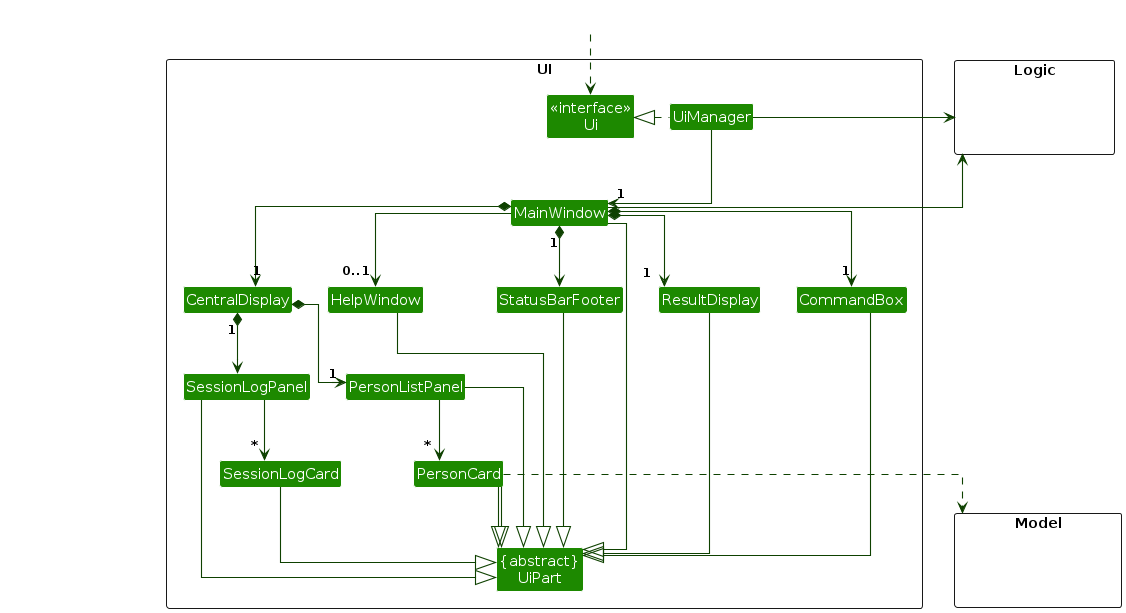 UI
Logic
«interface»
Ui
UiManager
1
MainWindow
1
1
0..1
1
1
CentralDisplay
HelpWindow
StatusBarFooter
ResultDisplay
CommandBox
1
1
SessionLogPanel
PersonListPanel
*
*
SessionLogCard
PersonCard
Model
{abstract}
UiPart